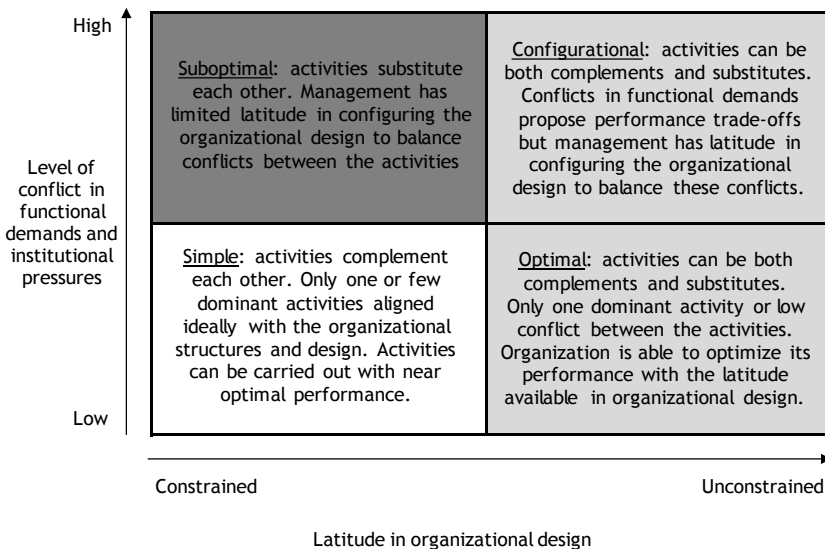 High
Suboptimal: activities substitute
each other. Management has
limited latitude in configuring the
organizational design to balance
conflicts between the activities
Configurational: activities can be
both complements and substitutes.
Conflicts in functional demands
propose performance trade-offs
but management has latitude in
configuring the organizational
design to balance these conflicts.
Level of
conflict in
functional
demands and
institutional
pressures
Simple: activities complement
each other. Only one or few
dominant activities aligned
ideally with the organizational
structures and design. Activities
can be carried out with near
optimal performance.
Optimal: activities can be both
complements and substitutes.
Only one dominant activity or low
conflict between the activities.
Organization is able to optimize its
performance with the latitude
available in organizational design.
Low
Constrained
Unconstrained
Latitude in organizational design